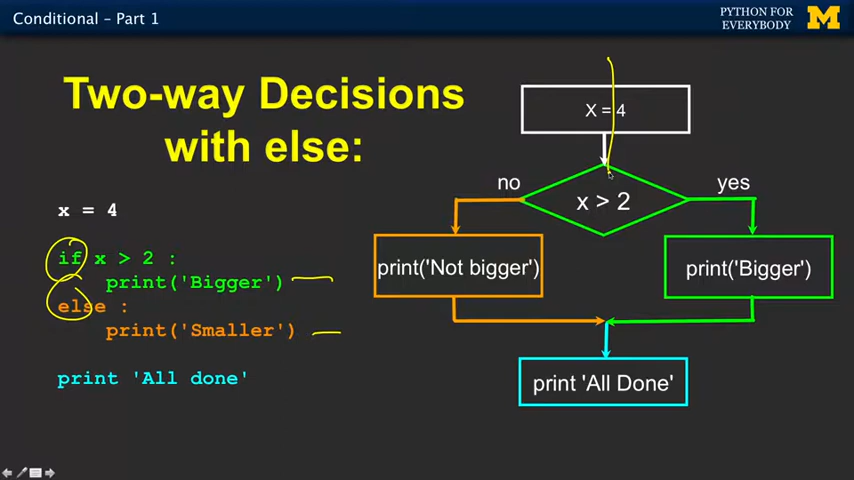 Conditional – Part 1
PYTHON FOR
EVERYBODY
Two-way Decisions
with else:
x = 4
if x > 2 :
    print('Bigger')
else :
    print('Smaller')
print 'All done'
X = 4
no
yes
x > 2
print('Not bigger')
print('Bigger')
print 'All Done'